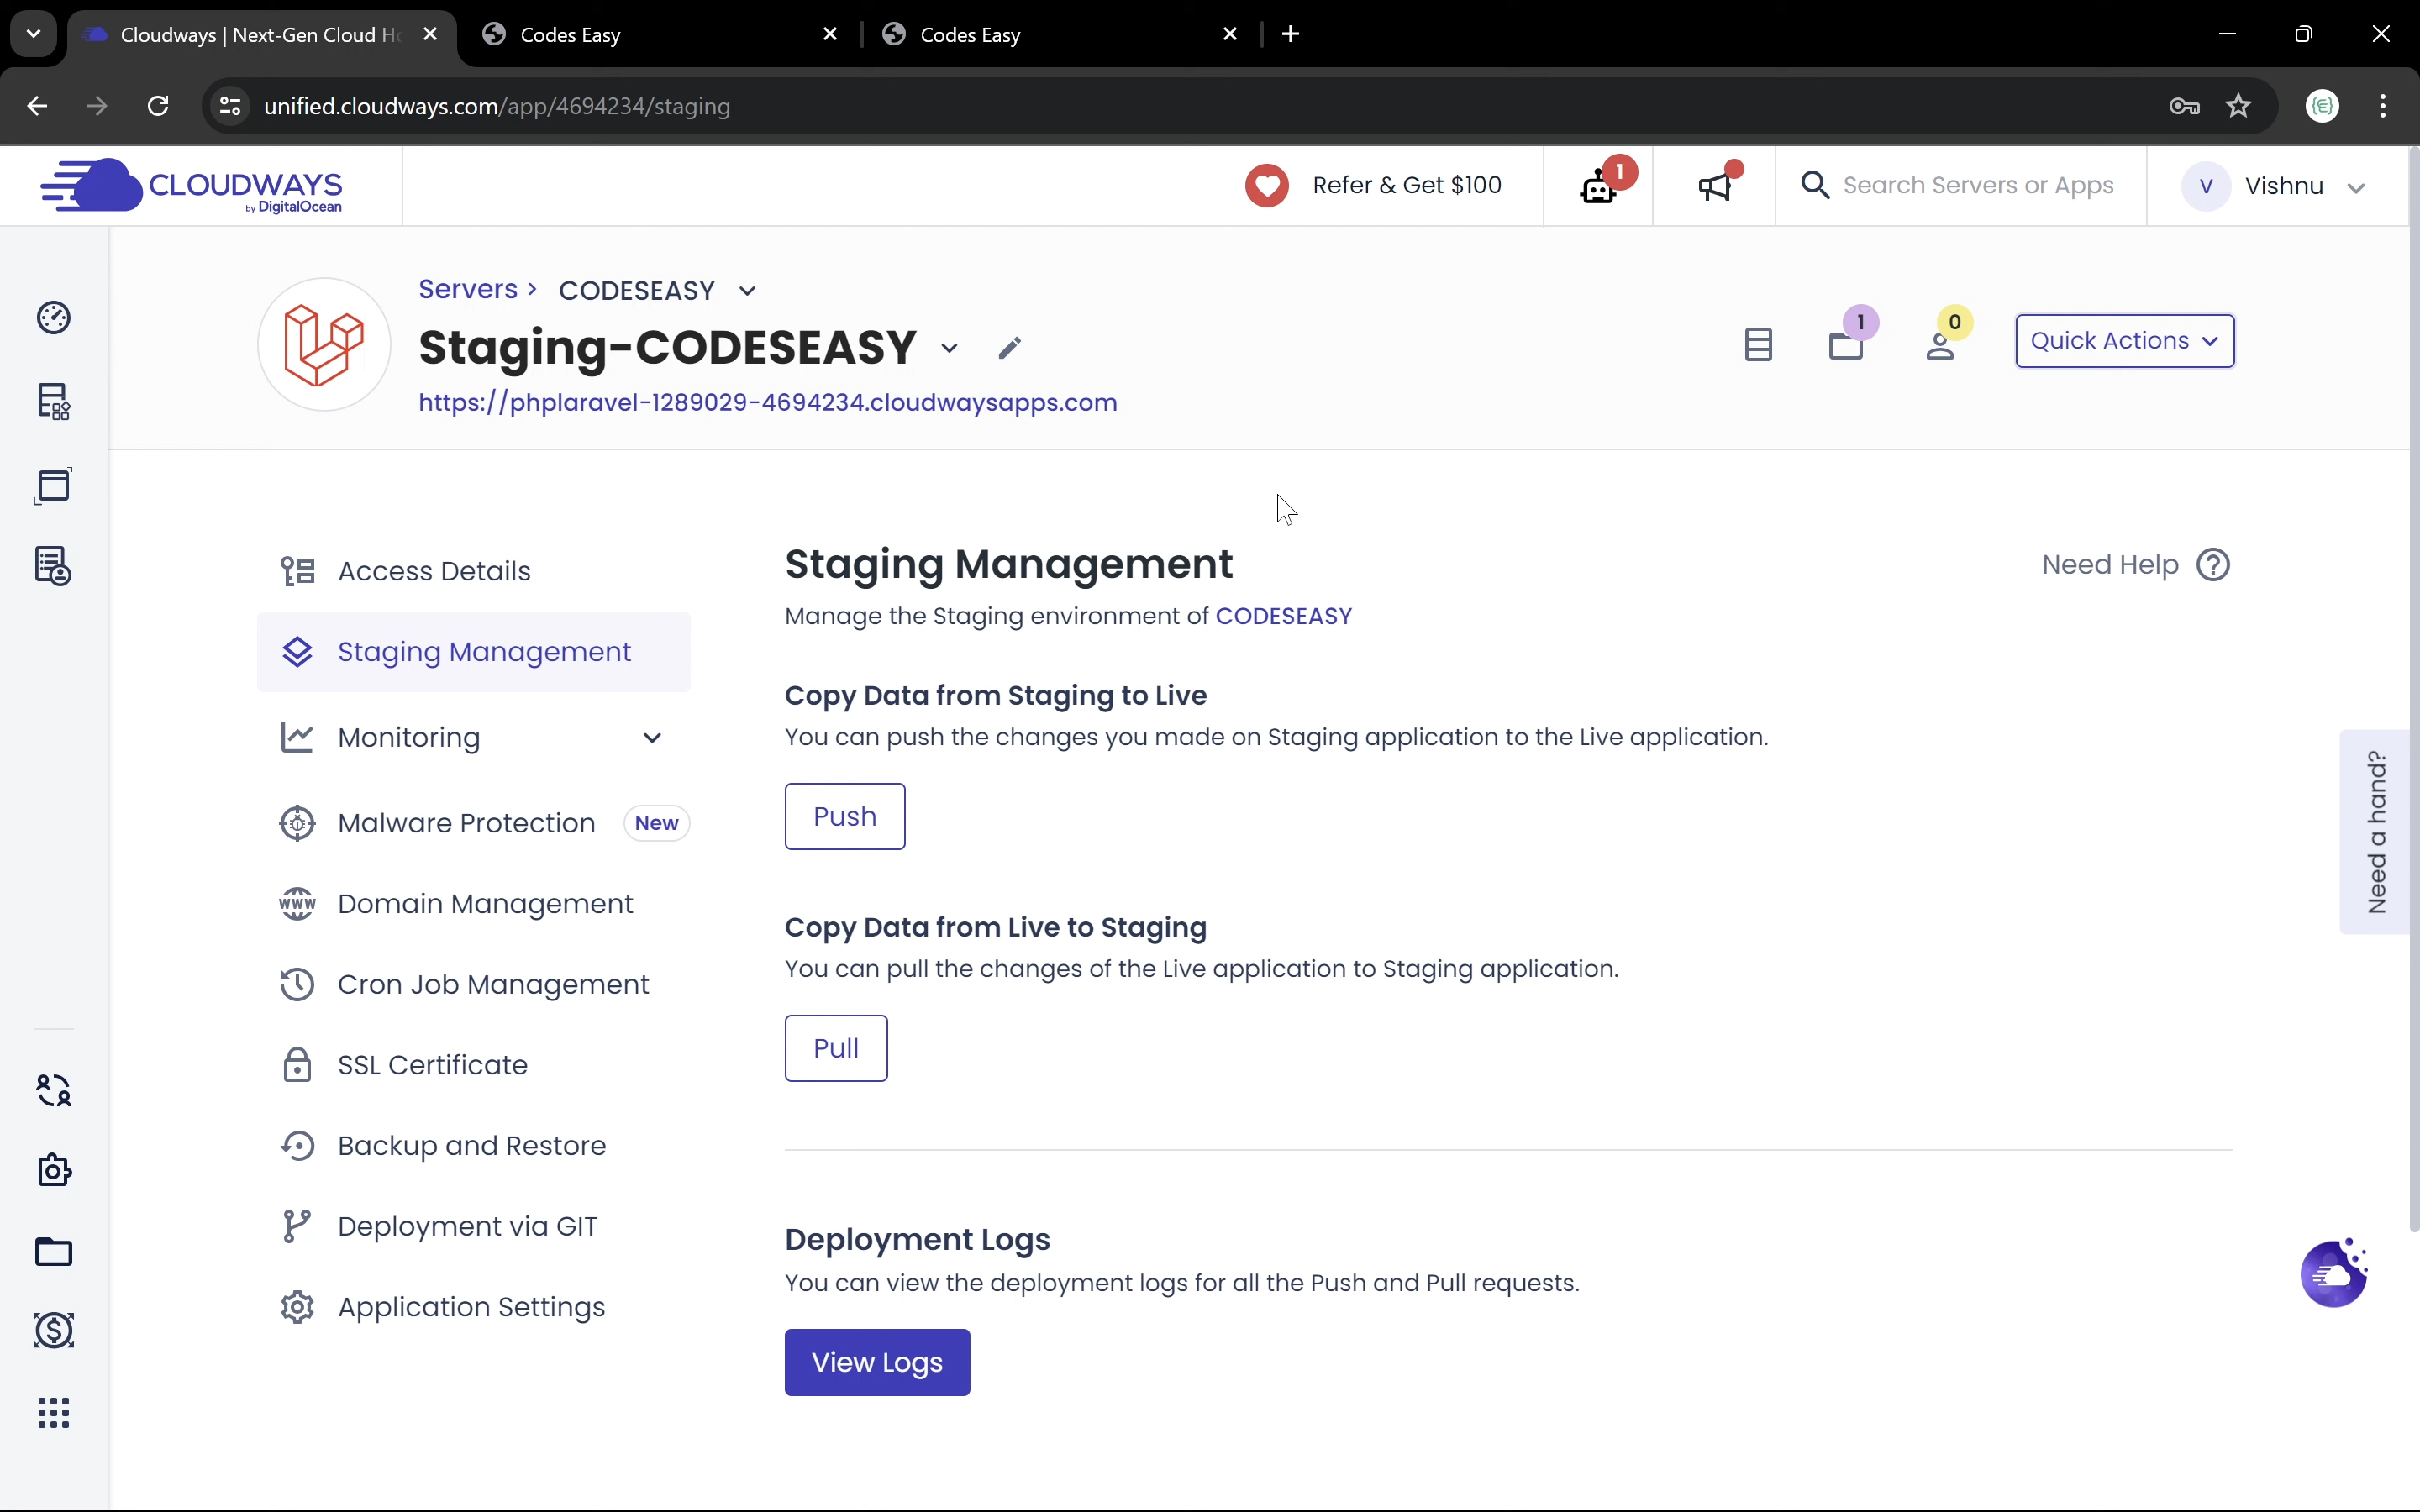 Cloudways | Next-Gen Cloud Ho
Codes Easy
Codes Easy
unified.cloudways.com/app/4694234/staging
CLOUDWAYS
by DigitalOcean
Refer & Get $100
1
Search Servers or Apps
V
Vishnu
Servers > CODESEASY
Staging-CODESEASY
https://phplaravel-1289029-4694234.cloudwaysapps.com
1
0
Quick Actions
Access Details
Staging Management
Monitoring
Malware Protection New
Domain Management
www
Cron Job Management
SSL Certificate
Backup and Restore
Deployment via GIT
Application Settings
Staging Management
Need Help ?
Manage the Staging environment of CODESEASY
Copy Data from Staging to Live
You can push the changes you made on Staging application to the Live application.
Push
Copy Data from Live to Staging
You can pull the changes of the Live application to Staging application.
Pull
Deployment Logs
You can view the deployment logs for all the Push and Pull requests.
View Logs
Need a hand?